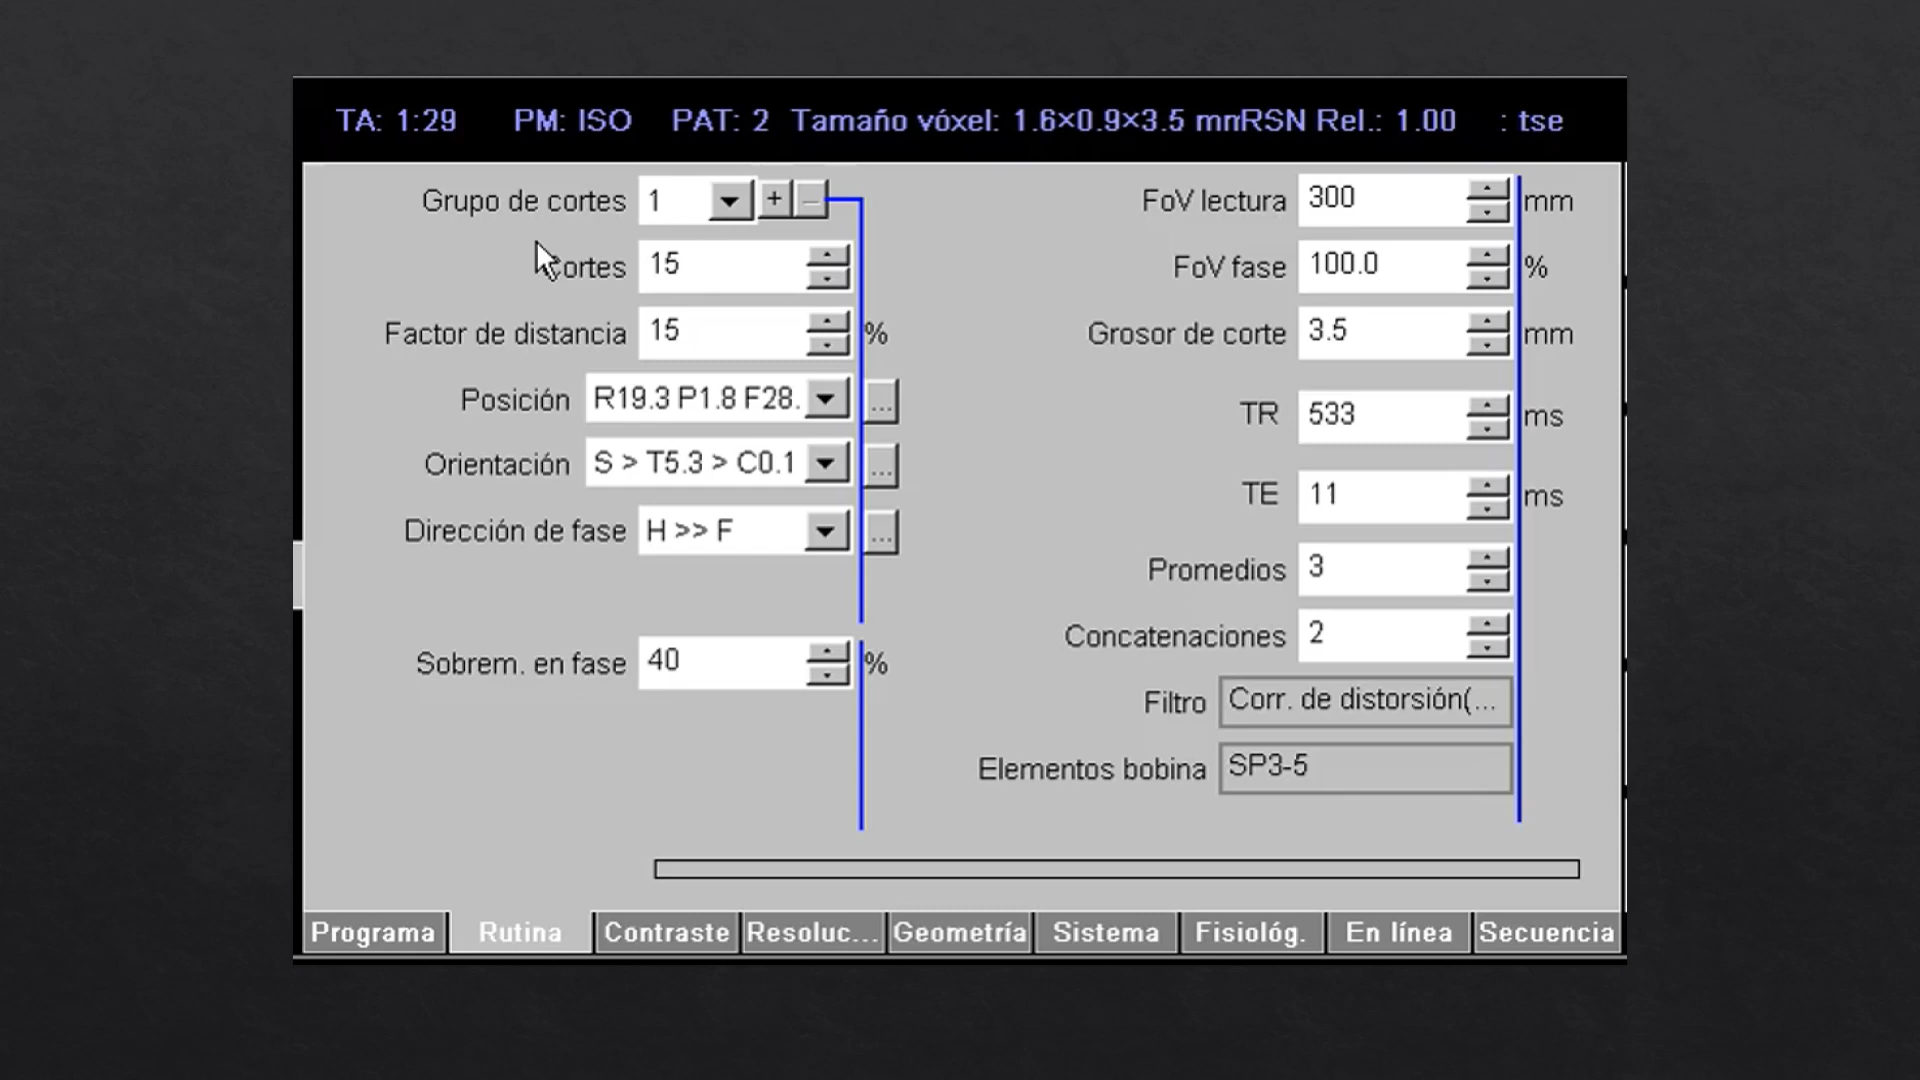 TA: 1:29 PM: ISO PAT: 2 Tamaño vóxel: 1.6×0.9×3.5 mm RSN Rel.: 1.00 : tse
Grupo de cortes 1 + –
Cortes 15
Factor de distancia 15 %
Posición R19.3 P1.8 F28. ...
Orientación S > T5.3 > C0.1 ...
Dirección de fase H >> F ...
Sobrem. en fase 40 %
FoV lectura 300 mm
FoV fase 100.0 %
Grosor de corte 3.5 mm
TR 533 ms
TE 11 ms
Promedios 3
Concatenaciones 2
Filtro Corr. de distorsión(...
Elementos bobina SP3-5
Programa Rutina Contraste Resoluc... Geometría Sistema Fisiológ. En línea Secuencia